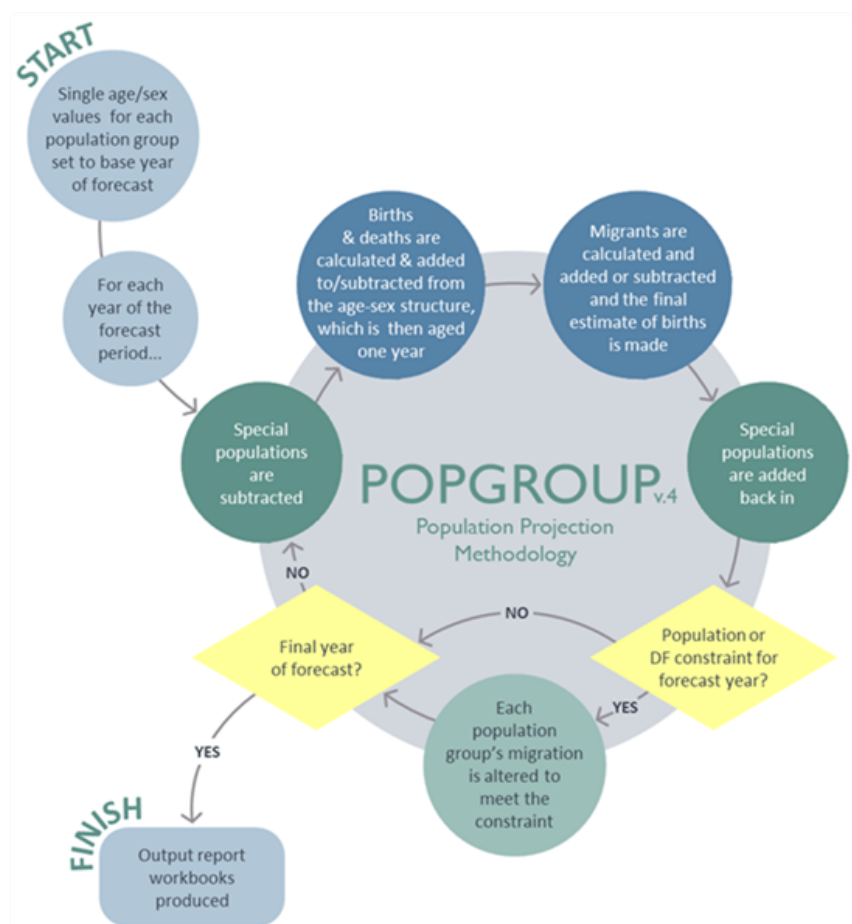 START
Single age/sex
values for each
population group
set to base year
of forecast
For each
year of the
forecast
period...
Special
populations
are
subtracted
Births
& deaths are
calculated & added
to/subtracted from
the age-sex structure,
which is then aged
one year
Migrants are
calculated and
added or subtracted
and the final
estimate of births
is made
Special
populations
are added
back in
POPGROUP v.4
Population Projection
Methodology
Population or
DF constraint for
forecast year?
NO
YES
Each
population
group's migration
is altered to
meet the
constraint
Final year
of forecast?
NO
YES
FINISH
Output report
workbooks
produced